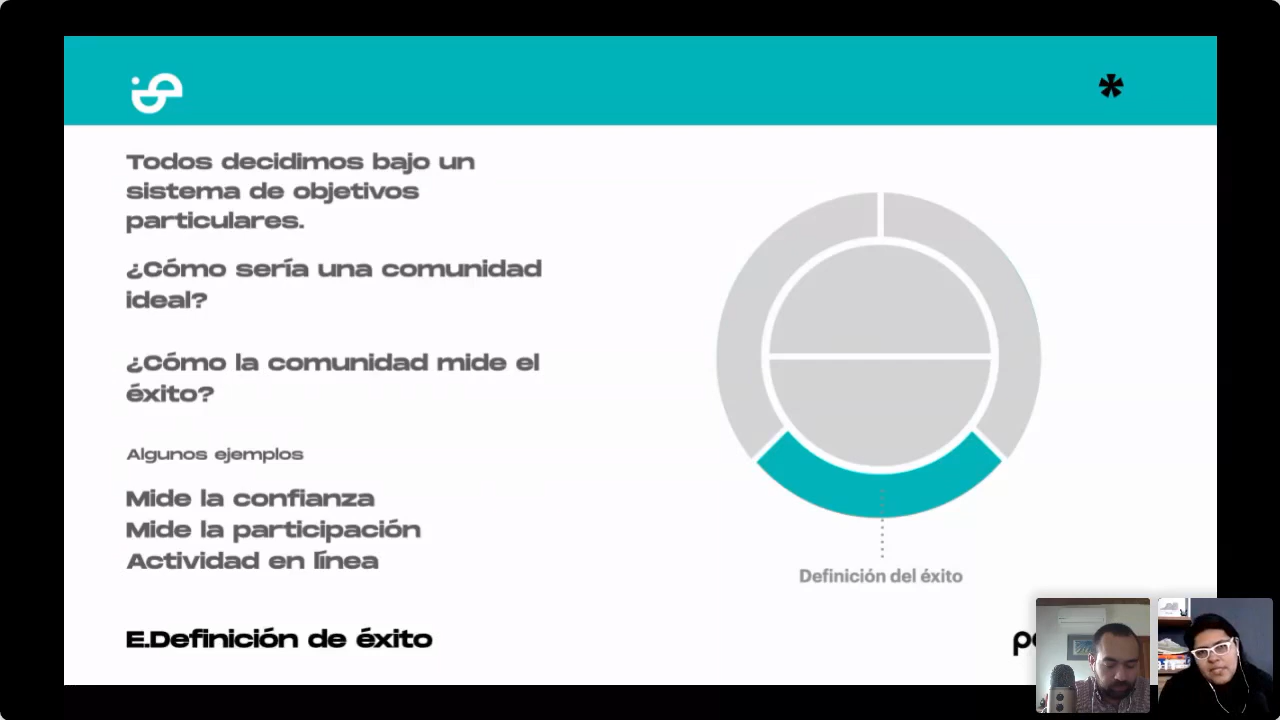 Todos decidimos bajo un
sistema de objetivos
particulares.
¿Cómo sería una comunidad
ideal?
¿Cómo la comunidad mide el
éxito?
Algunos ejemplos
Mide la confianza
Mide la participación
Actividad en línea
Definición del éxito
E.Definición de éxito